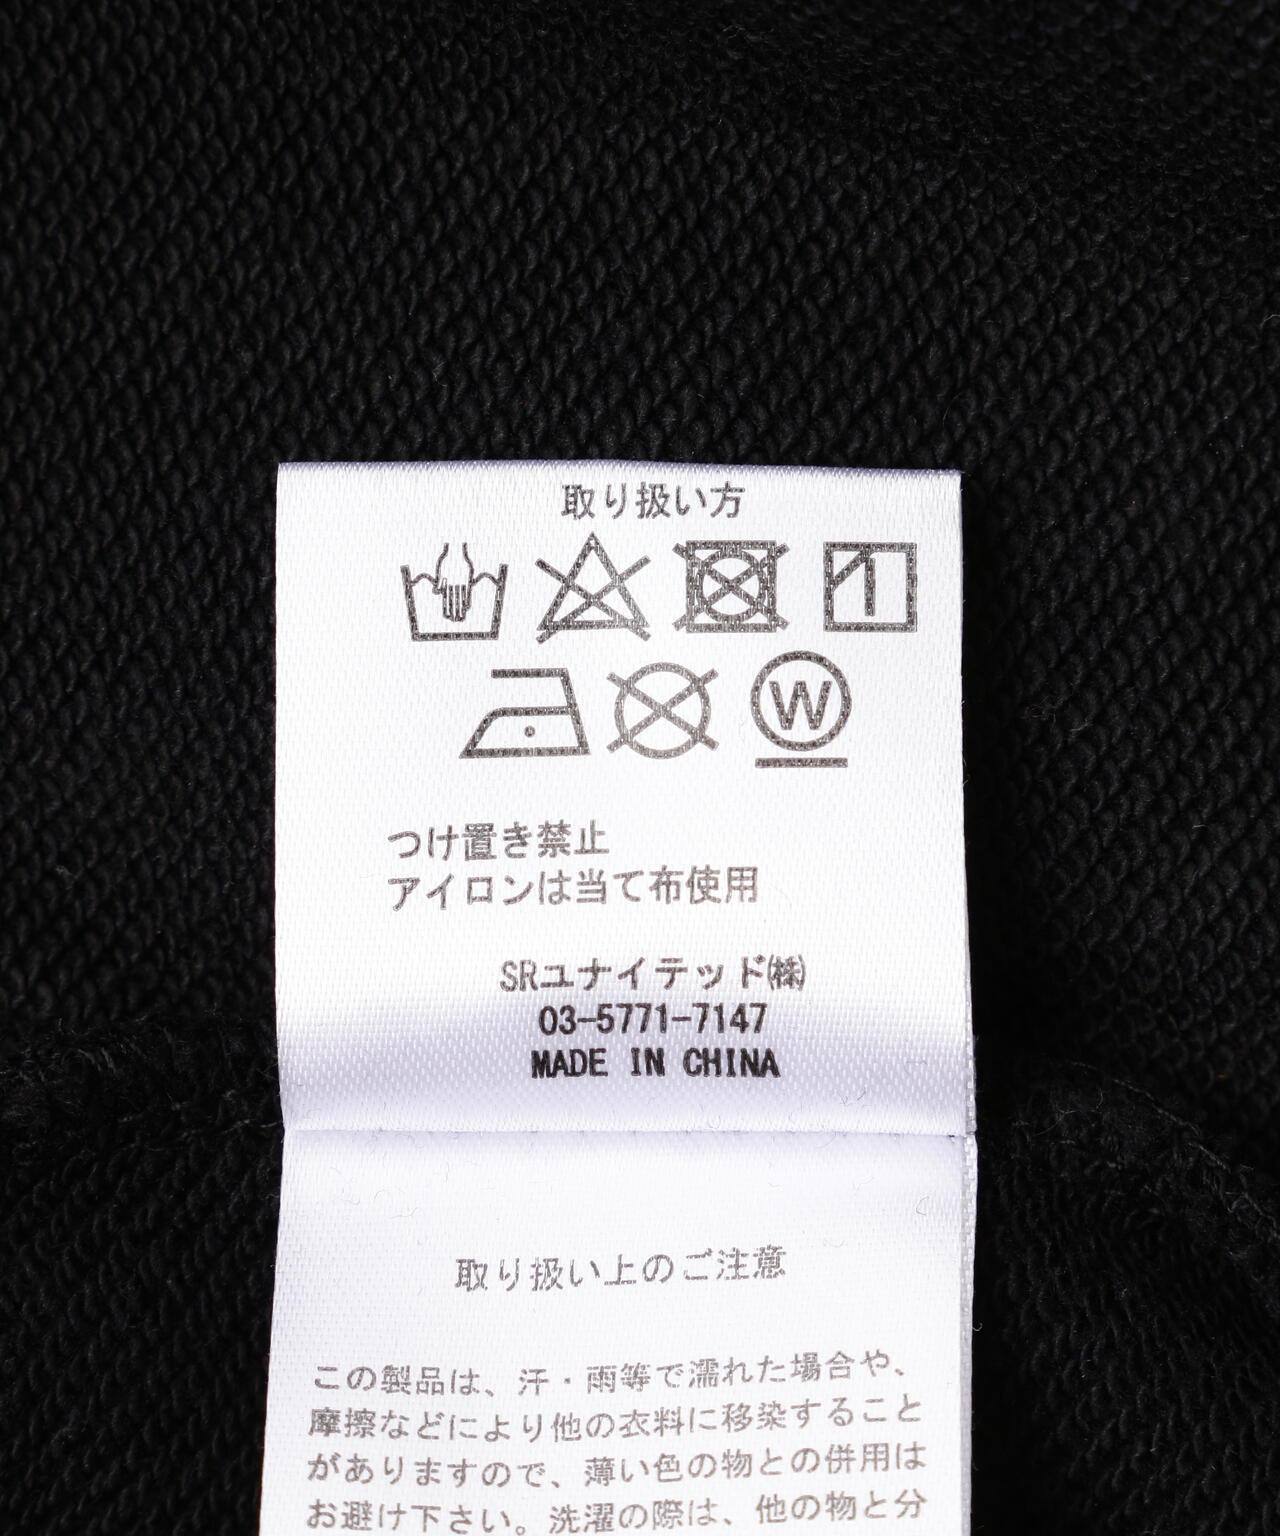 取り扱い方
W
つけ置き禁止
アイロンは当て布使用
SRユナイテッド㈱
03-5771-7147
MADE IN CHINA
取り扱い上のご注意
この製品は、汗・雨等で濡れた場合や、
摩擦などにより他の衣料に移染すること
がありますので、薄い色の物との併用は
お避け下さい。洗濯の際は、他の物と分